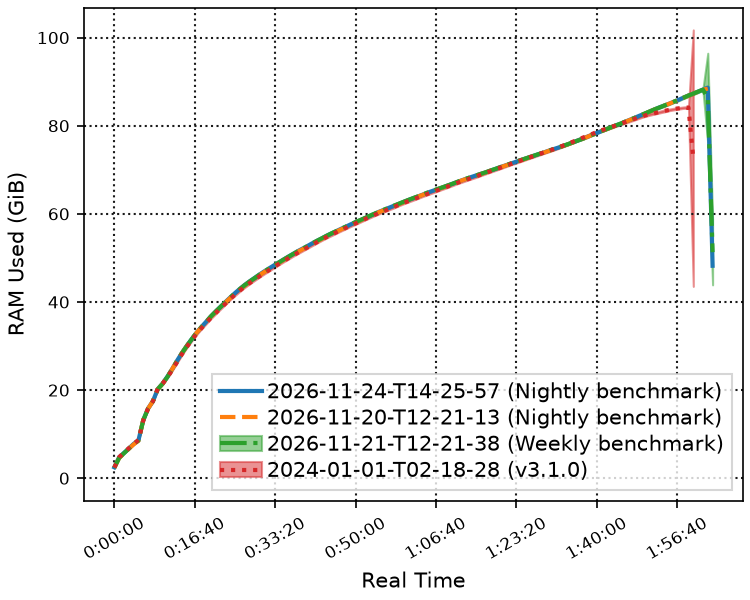 100
80
60
40
20
0
RAM Used (GiB)
2026-11-24-T14-25-57 (Nightly benchmark)
2026-11-20-T12-21-13 (Nightly benchmark)
2026-11-21-T12-21-38 (Weekly benchmark)
2024-01-01-T02-18-28 (v3.1.0)
0:00:00
0:16:40
0:33:20
0:50:00
1:06:40
1:23:20
1:40:00
1:56:40
Real Time